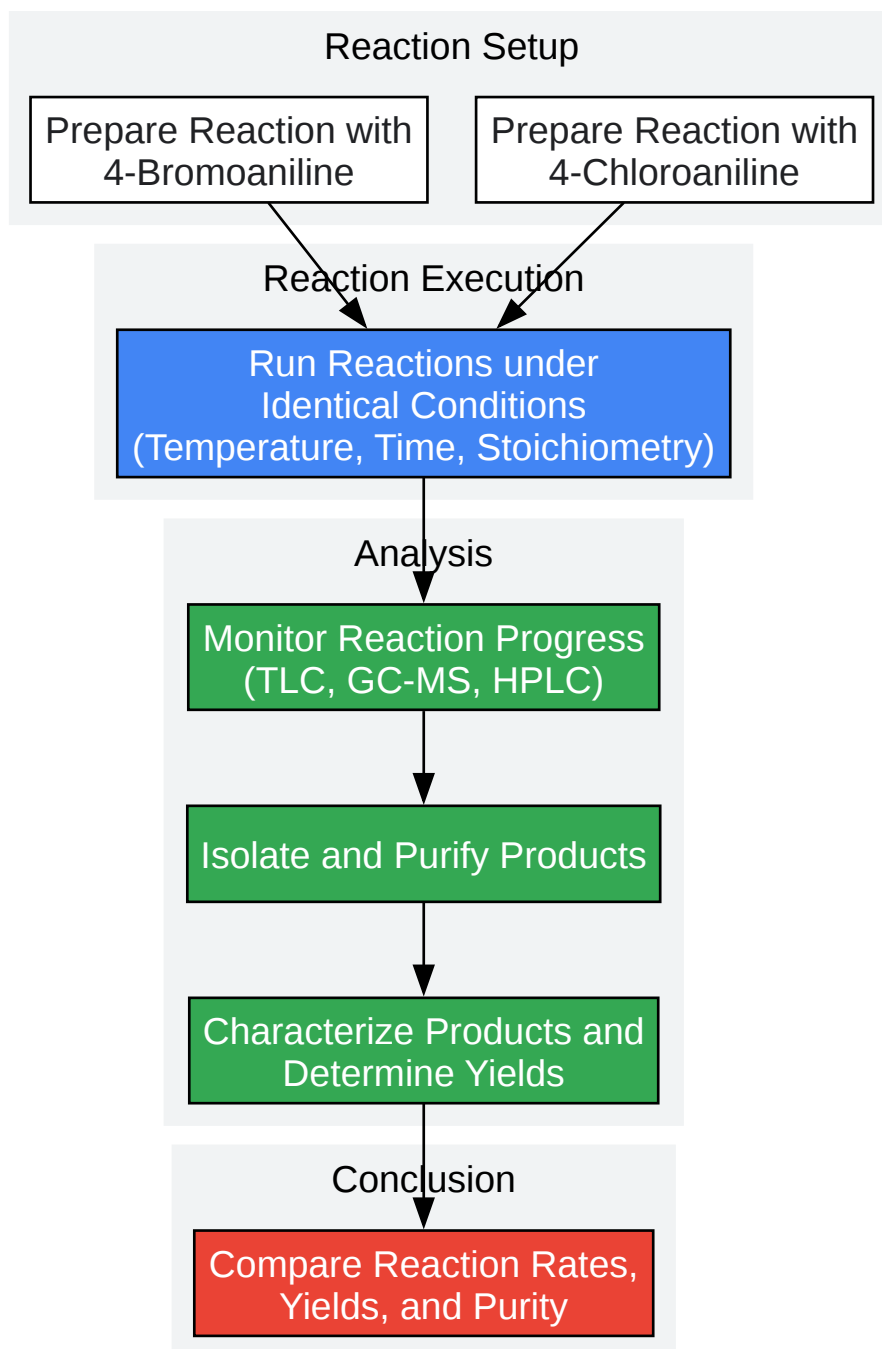 Reaction Setup
Prepare Reaction with
4-Bromoaniline
Prepare Reaction with
4-Chloroaniline
Reaction Execution
Run Reactions under
Identical Conditions
(Temperature, Time, Stoichiometry)
Analysis
Monitor Reaction Progress
(TLC, GC-MS, HPLC)
Isolate and Purify Products
Characterize Products and
Determine Yields
Conclusion
Compare Reaction Rates,
Yields, and Purity